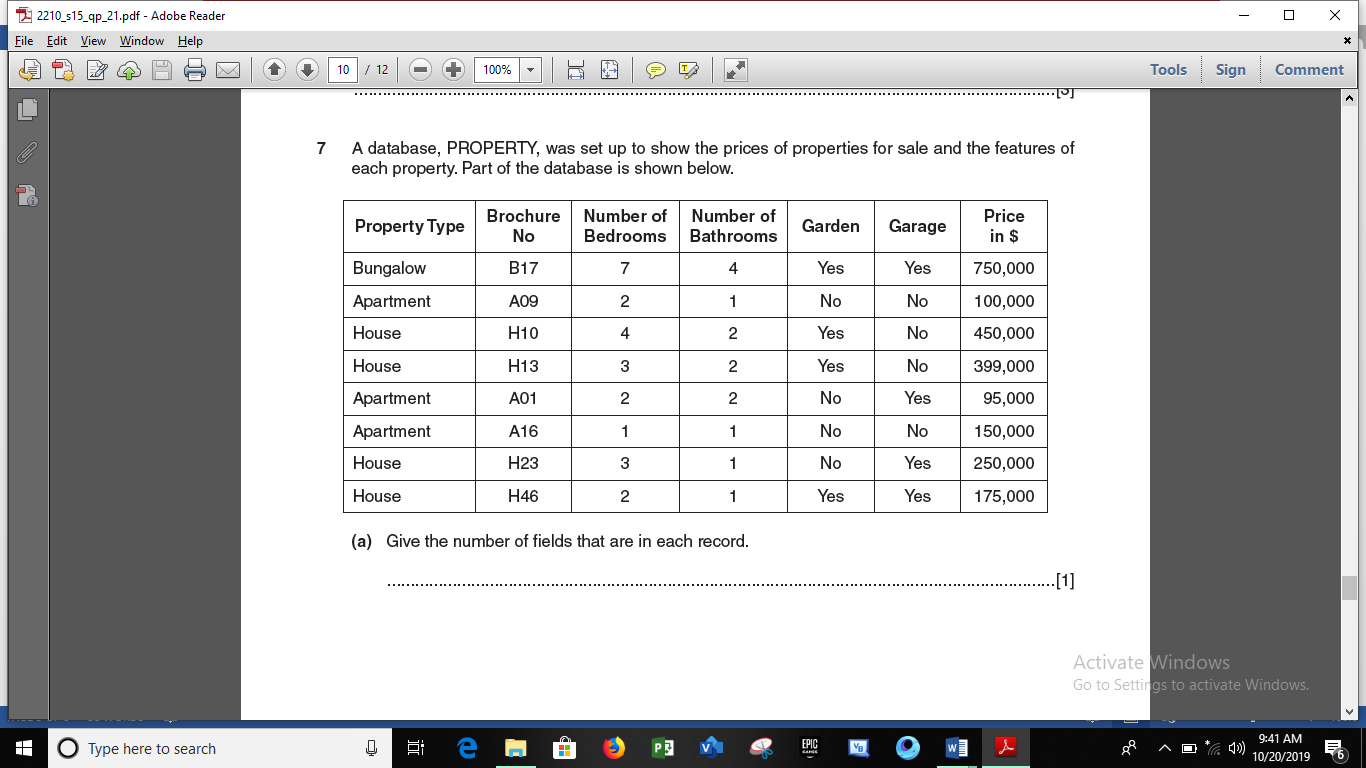 2210_s15_qp_21.pdf - Adobe Reader
File Edit View Window Help
10 / 12 100% Tools Sign Comment
[3]
7 A database, PROPERTY, was set up to show the prices of properties for sale and the features of
each property. Part of the database is shown below.
Property Type Brochure No Number of Bedrooms Number of Bathrooms Garden Garage Price in $
Bungalow B17 7 4 Yes Yes 750,000
Apartment A09 2 1 No No 100,000
House H10 4 2 Yes No 450,000
House H13 3 2 Yes No 399,000
Apartment A01 2 2 No Yes 95,000
Apartment A16 1 1 No No 150,000
House H23 3 1 No Yes 250,000
House H46 2 1 Yes Yes 175,000
(a) Give the number of fields that are in each record.
[1]
Activate Windows
Go to Settings to activate Windows.
Type here to search
9:41 AM
10/20/2019
6